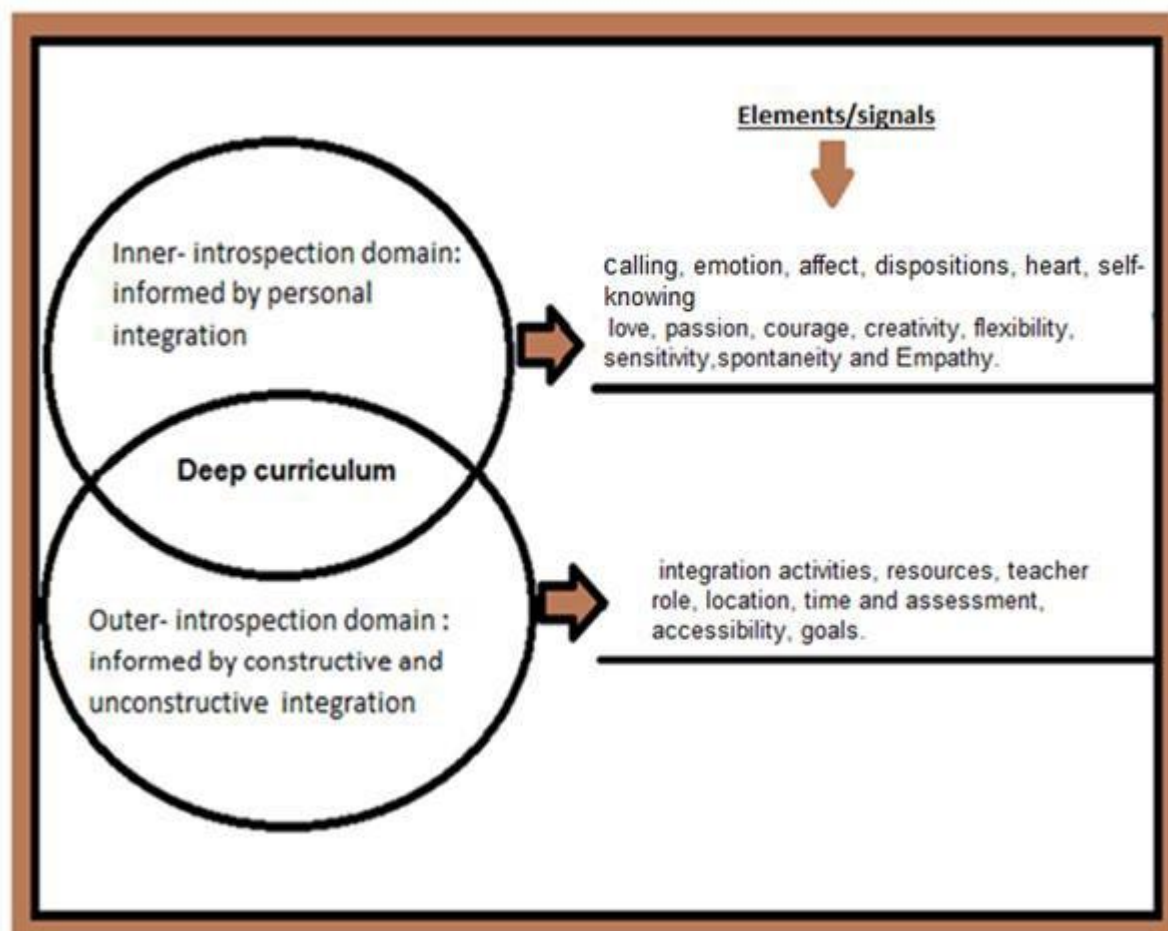 Elements/signals
Inner- introspection domain:
informed by personal
integration
Calling, emotion, affect, dispositions, heart, self-
knowing
love, passion, courage, creativity, flexibility,
sensitivity,spontaneity and Empathy.
Deep curriculum
Outer- introspection domain :
informed by constructive and
unconstructive integration
integration activities, resources, teacher
role, location, time and assessment,
accessibility, goals.